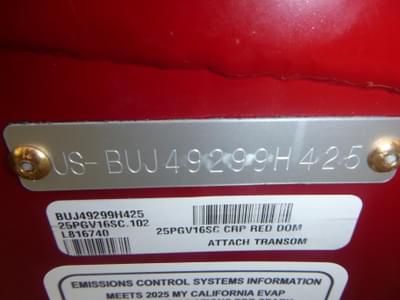 US-BUJ49299H425
BUJ49299H425
25PGV16SC.102
L816740
25PGV16SC CRP RED DOM
ATTACH TRANSOM
EMISSIONS CONTROL SYSTEMS INFORMATION
MEETS 2025 MY CALIFORNIA EVAP